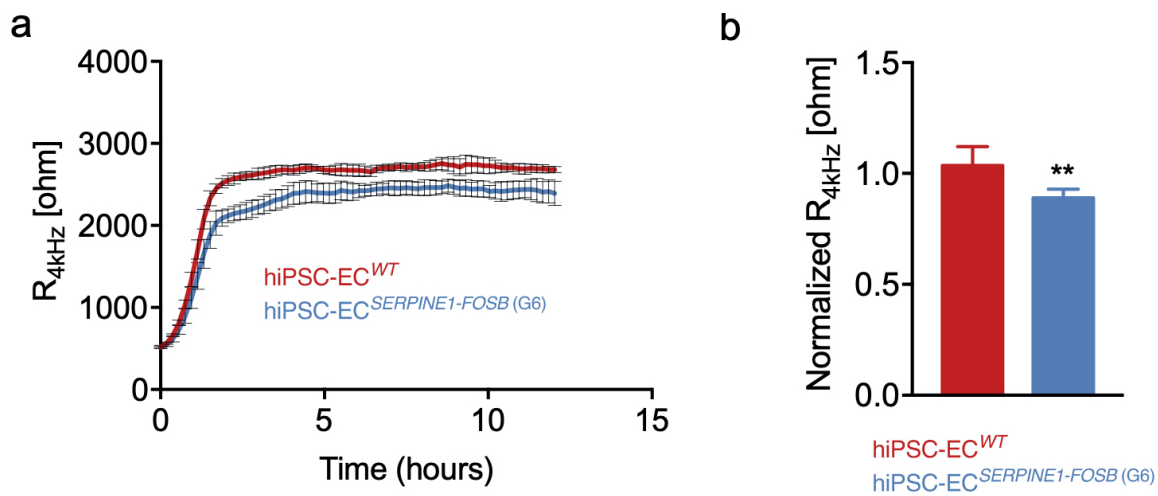 a
4000
3000
2000
1000
0
R4kHz [ohm]
0 5 10 15
Time (hours)
hiPSC-ECWT
hiPSC-ECSERPINE1-FOSB (G6)
b
1.5
1.0
0.5
0.0
Normalized R4kHz [ohm]
**
hiPSC-ECWT
hiPSC-ECSERPINE1-FOSB (G6)